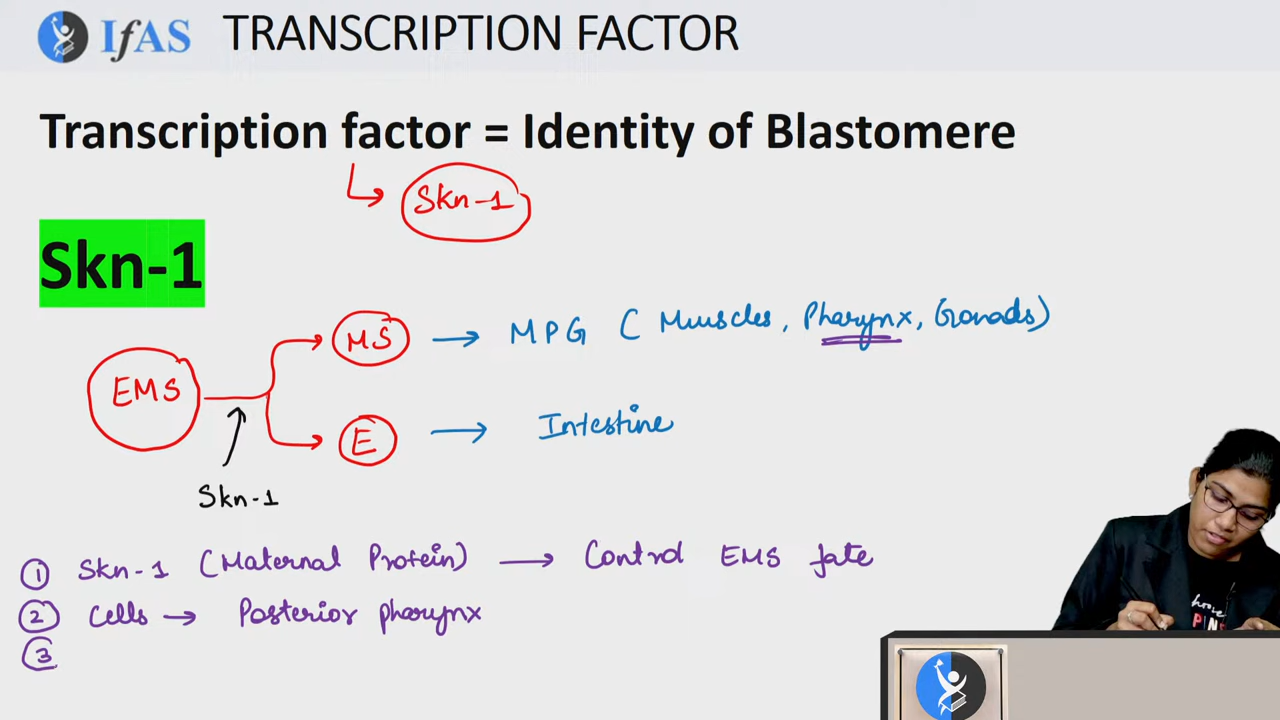 IfAS TRANSCRIPTION FACTOR
Transcription factor = Identity of Blastomere
Skn-1
Skn-1
MS → MPG ( Muscles, Pharynx, Gonads)
EMS
E → Intestine
Skn-1
① Skn-1 (Maternal Protein) → Control EMS fate
② Cells → Posterior pharynx
③